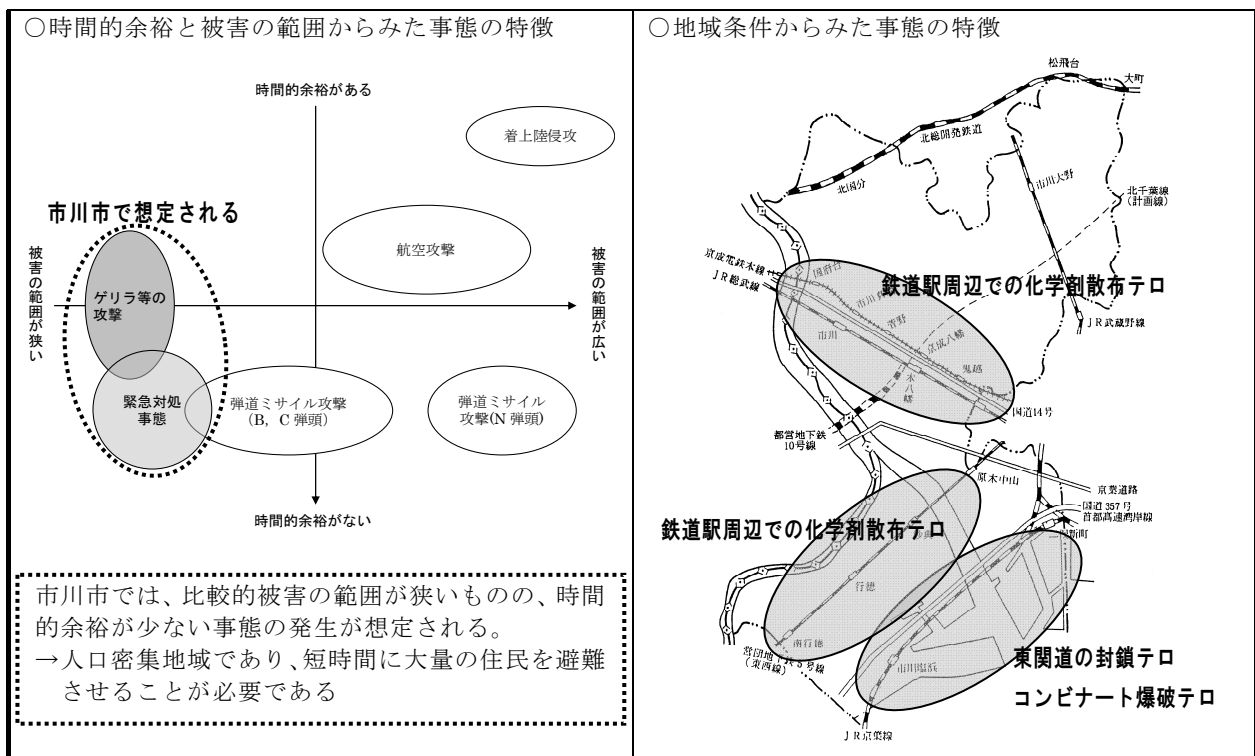 ○時間的余裕と被害の範囲からみた事態の特徴
時間的余裕がある
着上陸侵攻
市川市で想定される
航空攻撃
被害の範囲が狭い
被害の範囲が広い
ゲリラ等の
攻撃
緊急対処
事態
弾道ミサイル攻撃
(B，C 弾頭)
弾道ミサイル
攻撃(N 弾頭)
時間的余裕がない
市川市では、比較的被害の範囲が狭いものの、時間
的余裕が少ない事態の発生が想定される。
→人口密集地域であり、短時間に大量の住民を避難
させることが必要である
○地域条件からみた事態の特徴
松飛台
大町
北総開発鉄道
北国分
市川大野
北千葉線
(計画線)
京成電鉄本線
JR総武線
国府台
鉄道駅周辺での化学剤散布テロ
菅野
市川
京成八幡
鬼越
本八幡
JR武蔵野線
国道14号
都営地下鉄
10号線
原木中山
京葉道路
国道357号
首都高速湾岸線
鉄道駅周辺での化学剤散布テロ
行徳
南行徳
営団地下鉄5号線
(東西線)
市川塩浜
東関道の封鎖テロ
コンビナート爆破テロ
JR京葉線